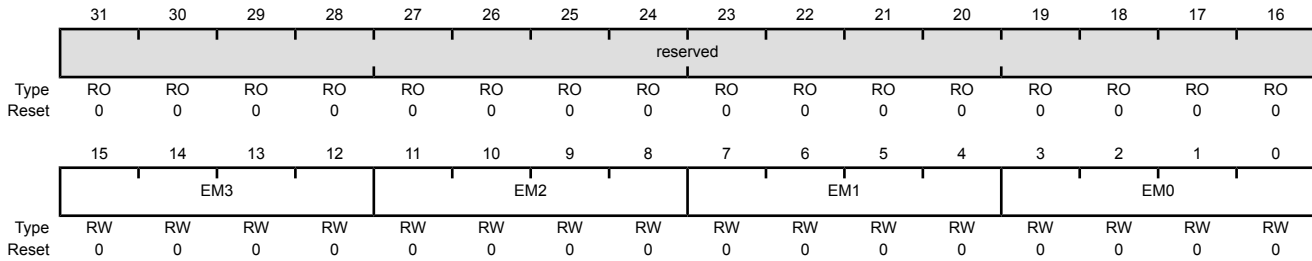 31 30 29 28 27 26 25 24 23 22 21 20 19 18 17 16
reserved
Type RO RO RO RO RO RO RO RO RO RO RO RO RO RO RO RO
Reset 0 0 0 0 0 0 0 0 0 0 0 0 0 0 0 0
15 14 13 12 11 10 9 8 7 6 5 4 3 2 1 0
EM3 EM2 EM1 EM0
Type RW RW RW RW RW RW RW RW RW RW RW RW RW RW RW RW
Reset 0 0 0 0 0 0 0 0 0 0 0 0 0 0 0 0